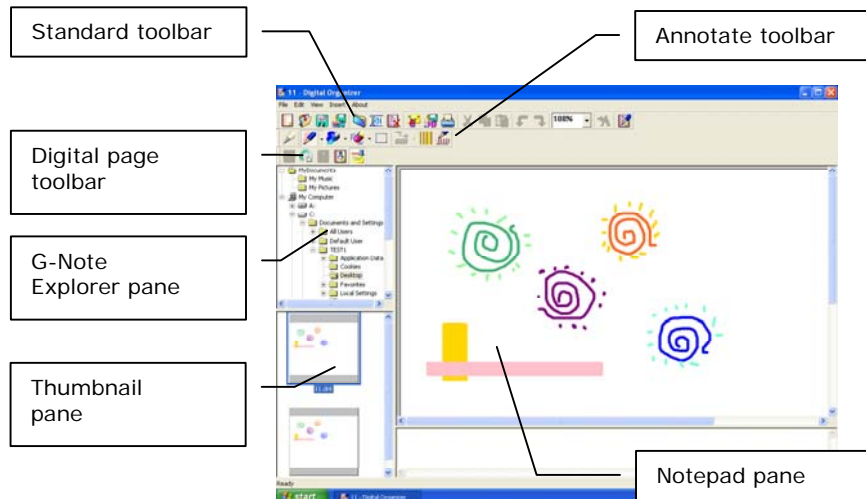 Standard toolbar
Annotate toolbar
11 - Digital Organizer
File Edit View Insert About
100%
Digital page
toolbar
MyDocuments
My Music
My Pictures
My Computer
A:
C:
Documents and Settings
All Users
Default User
TEST1
Application Data
Cookies
Desktop
Favorites
Local Settings
G-Note
Explorer pane
Thumbnail
pane
Notepad pane
Ready
start
11 - Digital Organizer